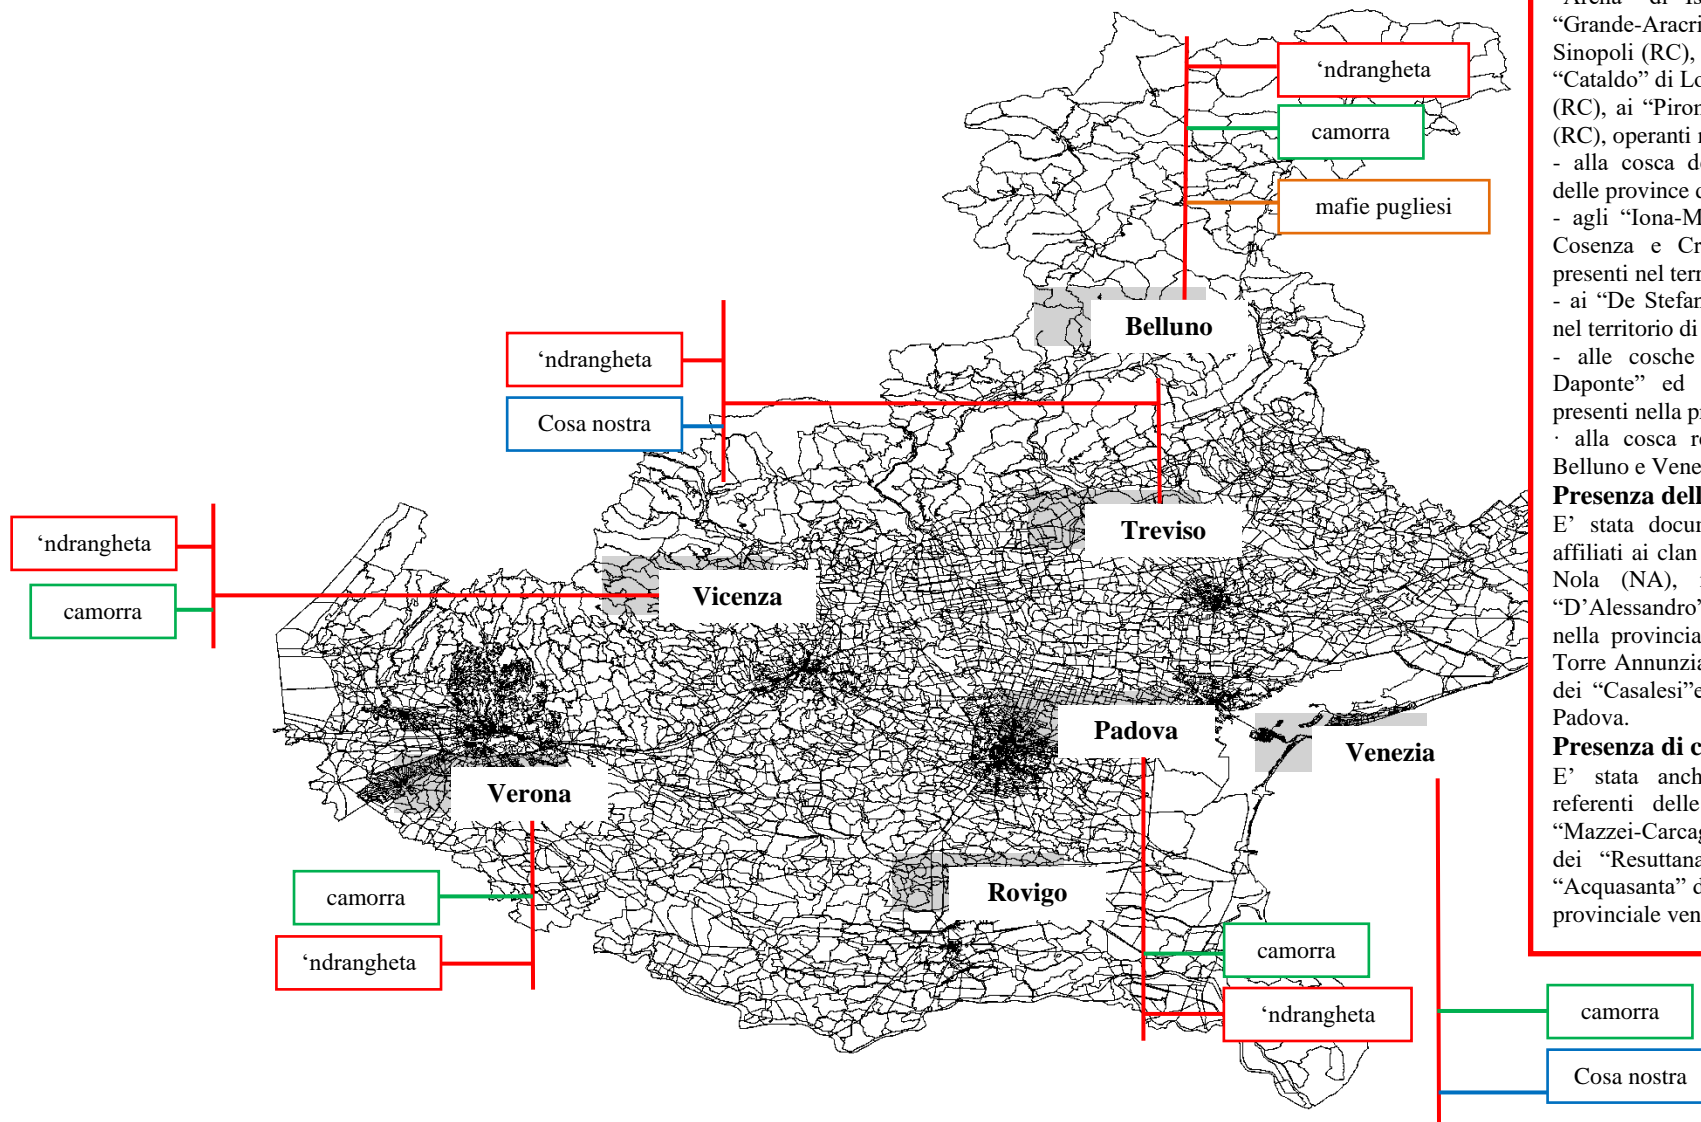 ‘ndrangheta
camorra
mafie pugliesi
Belluno
‘ndrangheta
Cosa nostra
Treviso
‘ndrangheta
camorra
Vicenza
Padova
Venezia
Verona
camorra
‘ndrangheta
Rovigo
camorra
‘ndrangheta
camorra
Cosa nostra
“Grande-Aracri
Sinopoli (RC),
“Cataldo” di Lo
(RC), ai “Piron
(RC), operanti n
- alla cosca de
delle province d
- agli “Iona-M
Cosenza e Cr
presenti nel terr
- ai “De Stefan
nel territorio di
- alle cosche
Daponte” ed
presenti nella p
· alla cosca re
Belluno e Vene
Presenza dell
E’ stata docum
affiliati ai clan
Nola (NA),
“D’Alessandro”
nella provincia
Torre Annunzia
dei “Casalesi”e
Padova.
Presenza di c
E’ stata anch
referenti delle
“Mazzei-Carcag
dei “Resuttana
“Acquasanta” d
provinciale ven